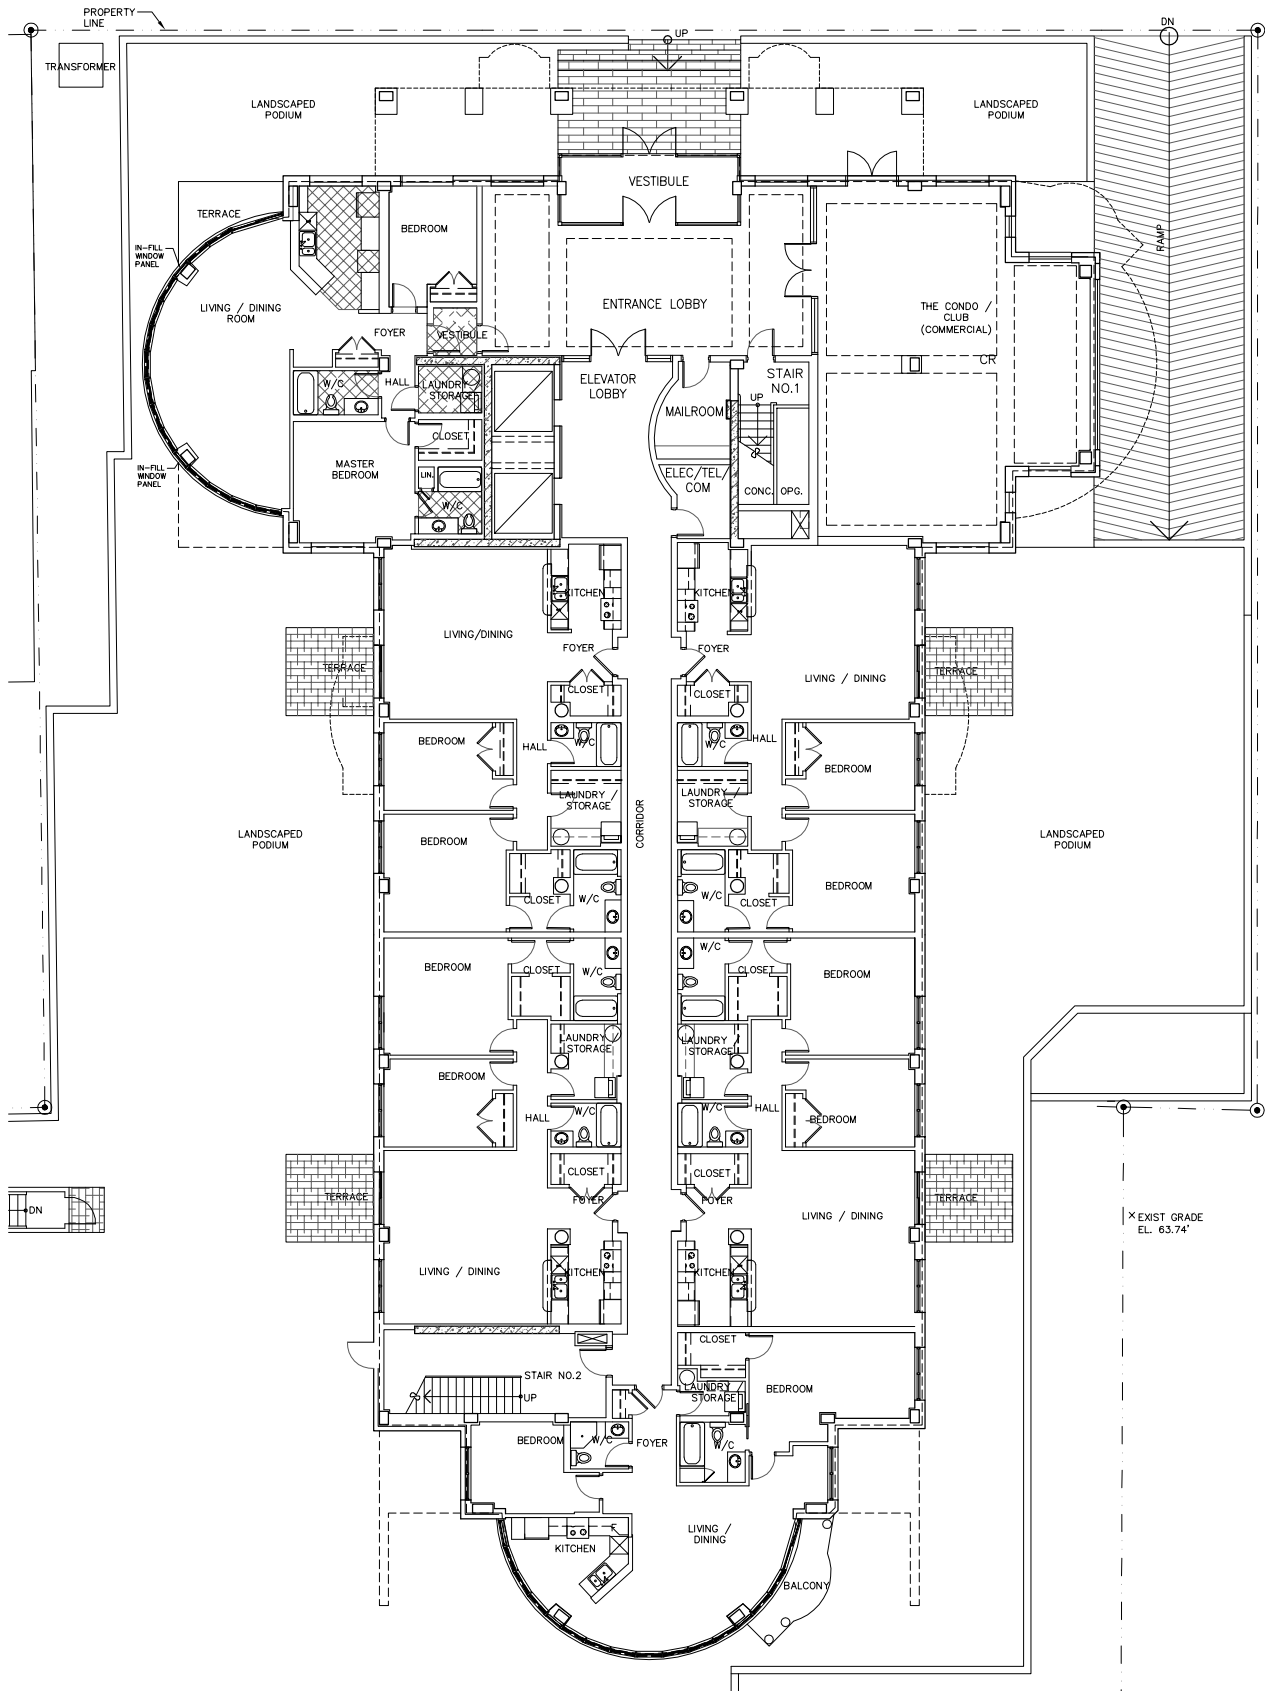 PROPERTY
LINE
UP
DN
TRANSFORMER
LANDSCAPED
PODIUM
LANDSCAPED
PODIUM
VESTIBULE
TERRACE
BEDROOM
IN-FILL
WINDOW
PANEL
RAMP
LIVING / DINING
ROOM
FOYER
VESTIBULE
ENTRANCE LOBBY
THE CONDO /
CLUB
(COMMERCIAL)
CR
W/C
HALL
LAUNDRY
STORAGE
ELEVATOR
LOBBY
STAIR
NO.1
UP
MAILROOM
CLOSET
MASTER
BEDROOM
IN-FILL
WINDOW
PANEL
LIN.
W/C
ELEC/TEL/
COM
CONC. OPG.
KITCHEN
KITCHEN
LIVING/DINING
FOYER
FOYER
TERRACE
LIVING / DINING
TERRACE
CLOSET
CLOSET
BEDROOM
HALL
W/C
W/C
HALL
BEDROOM
LAUNDRY /
STORAGE
LAUNDRY /
STORAGE
CORRIDOR
LANDSCAPED
PODIUM
BEDROOM
LANDSCAPED
PODIUM
CLOSET
W/C
W/C
CLOSET
BEDROOM
BEDROOM
CLOSET
W/C
W/C
CLOSET
BEDROOM
LAUNDRY /
STORAGE
LAUNDRY /
STORAGE
BEDROOM
HALL
W/C
W/C
HALL
BEDROOM
CLOSET
CLOSET
TERRACE
FOYER
FOYER
TERRACE
DN
LIVING / DINING
EXIST GRADE
EL. 63.74'
LIVING / DINING
KITCHEN
KITCHEN
CLOSET
STAIR NO.2
UP
LAUNDRY /
STORAGE
BEDROOM
BEDROOM
W/C
FOYER
W/C
F
KITCHEN
LIVING /
DINING
BALCONY